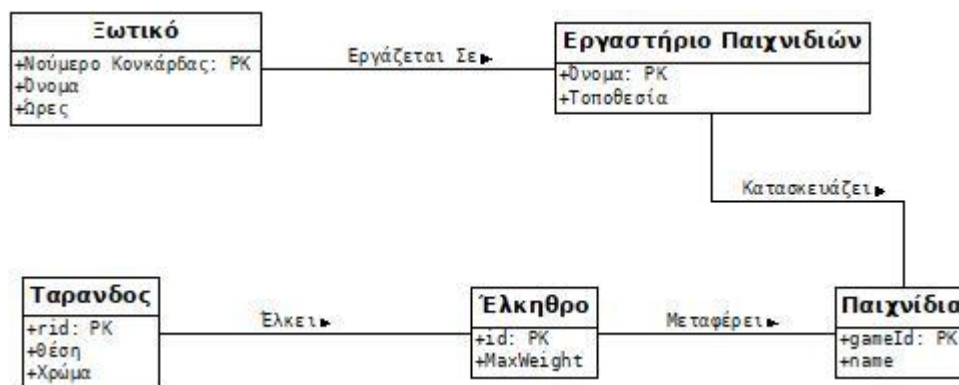 Ξωτικό
+Νούμερο Κονκάρδας: PK
+Όνομα
+Ώρες
Εργάζεται Σε
Εργαστήριο Παιχνιδιών
+Όνομα: PK
+Τοποθεσία
Κατασκευάζει
Ταρανδος
+rid: PK
+Θέση
+Χρώμα
Έλκει
Έλκηθρο
+id: PK
+MaxWeight
Μεταφέρει
Παιχνίδια
+gameId: PK
+name